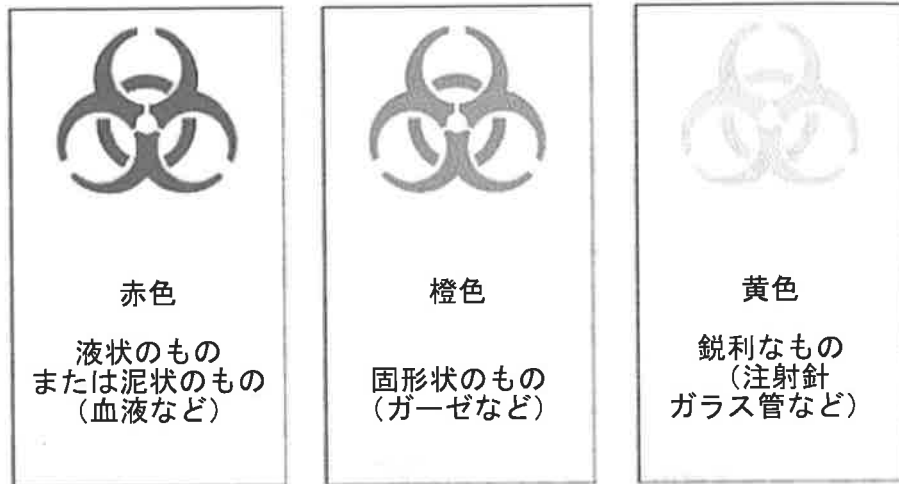 赤色
液状のもの
または泥状のもの
(血液など)
橙色
固形状のもの
(ガーゼなど)
黄色
鋭利なもの
(注射針
ガラス管など)